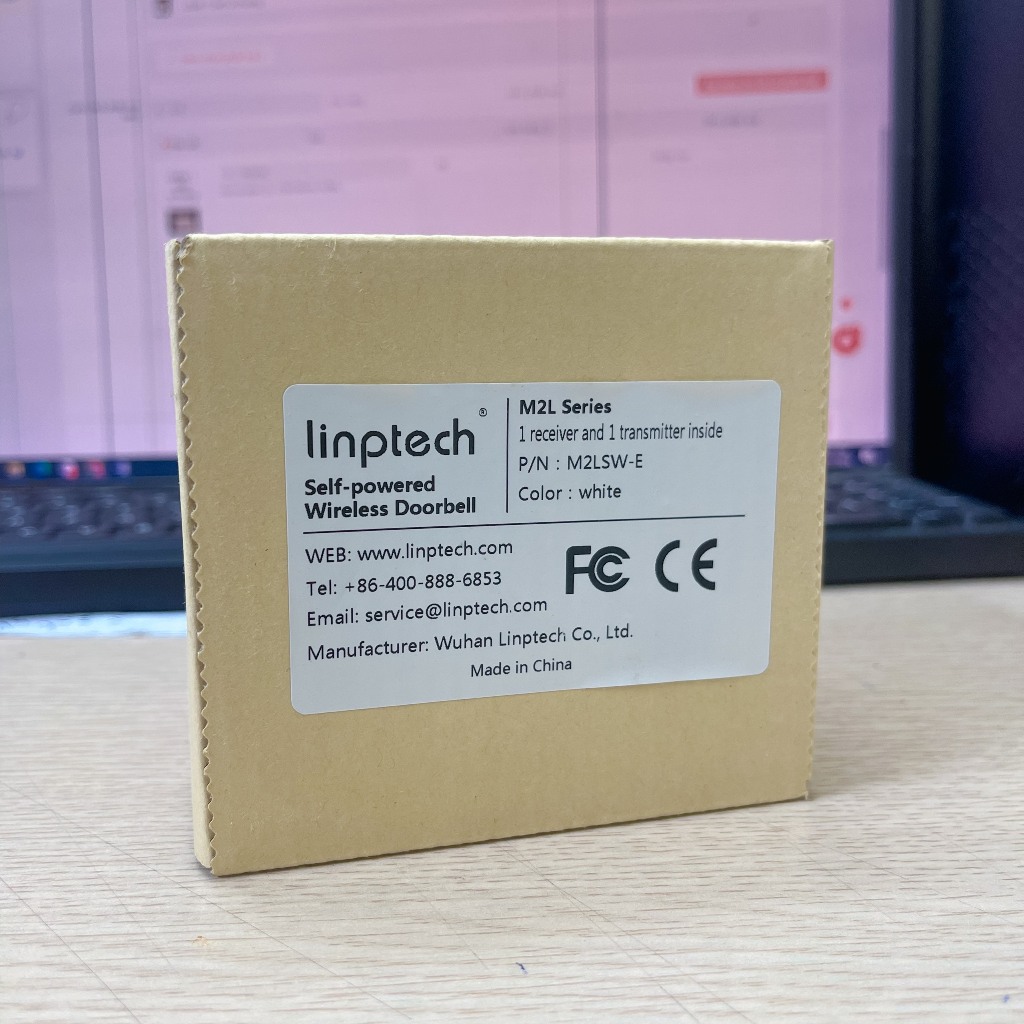 linptech®
Self-powered
Wireless Doorbell
M2L Series
1 receiver and 1 transmitter inside
P/N : M2LSW-E
Color : white
WEB: www.linptech.com
Tel: +86-400-888-6853
Email: service@linptech.com
Manufacturer: Wuhan Linptech Co., Ltd.
Made in China
FC CE